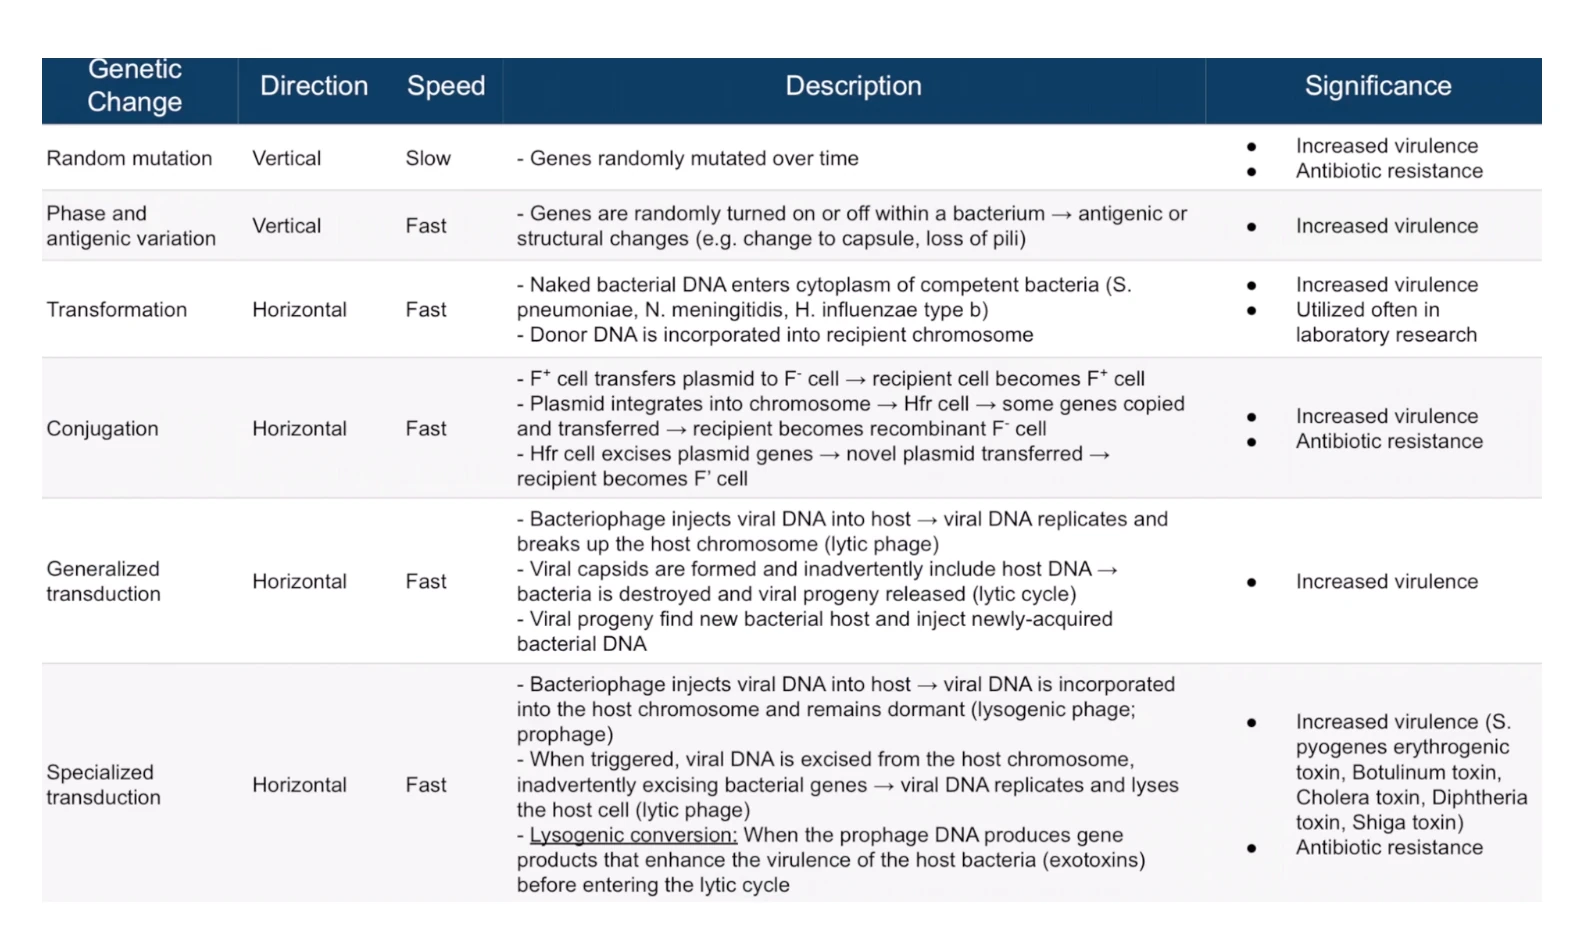 Genetic
Change
Direction
Speed
Description
Significance
Random mutation
Vertical
Slow
- Genes randomly mutated over time
● Increased virulence
● Antibiotic resistance
Phase and
antigenic variation
Vertical
Fast
- Genes are randomly turned on or off within a bacterium → antigenic or
structural changes (e.g. change to capsule, loss of pili)
● Increased virulence
Transformation
Horizontal
Fast
- Naked bacterial DNA enters cytoplasm of competent bacteria (S.
pneumoniae, N. meningitidis, H. influenzae type b)
- Donor DNA is incorporated into recipient chromosome
● Increased virulence
● Utilized often in
laboratory research
Conjugation
Horizontal
Fast
- F⁺ cell transfers plasmid to F⁻ cell → recipient cell becomes F⁺ cell
- Plasmid integrates into chromosome → Hfr cell → some genes copied
and transferred → recipient becomes recombinant F⁻ cell
- Hfr cell excises plasmid genes → novel plasmid transferred →
recipient becomes F’ cell
● Increased virulence
● Antibiotic resistance
Generalized
transduction
Horizontal
Fast
- Bacteriophage injects viral DNA into host → viral DNA replicates and
breaks up the host chromosome (lytic phage)
- Viral capsids are formed and inadvertently include host DNA →
bacteria is destroyed and viral progeny released (lytic cycle)
- Viral progeny find new bacterial host and inject newly-acquired
bacterial DNA
● Increased virulence
Specialized
transduction
Horizontal
Fast
- Bacteriophage injects viral DNA into host → viral DNA is incorporated
into the host chromosome and remains dormant (lysogenic phage;
prophage)
- When triggered, viral DNA is excised from the host chromosome,
inadvertently excising bacterial genes → viral DNA replicates and lyses
the host cell (lytic phage)
- Lysogenic conversion: When the prophage DNA produces gene
products that enhance the virulence of the host bacteria (exotoxins)
before entering the lytic cycle
● Increased virulence (S.
pyogenes erythrogenic
toxin, Botulinum toxin,
Cholera toxin, Diphtheria
toxin, Shiga toxin)
● Antibiotic resistance